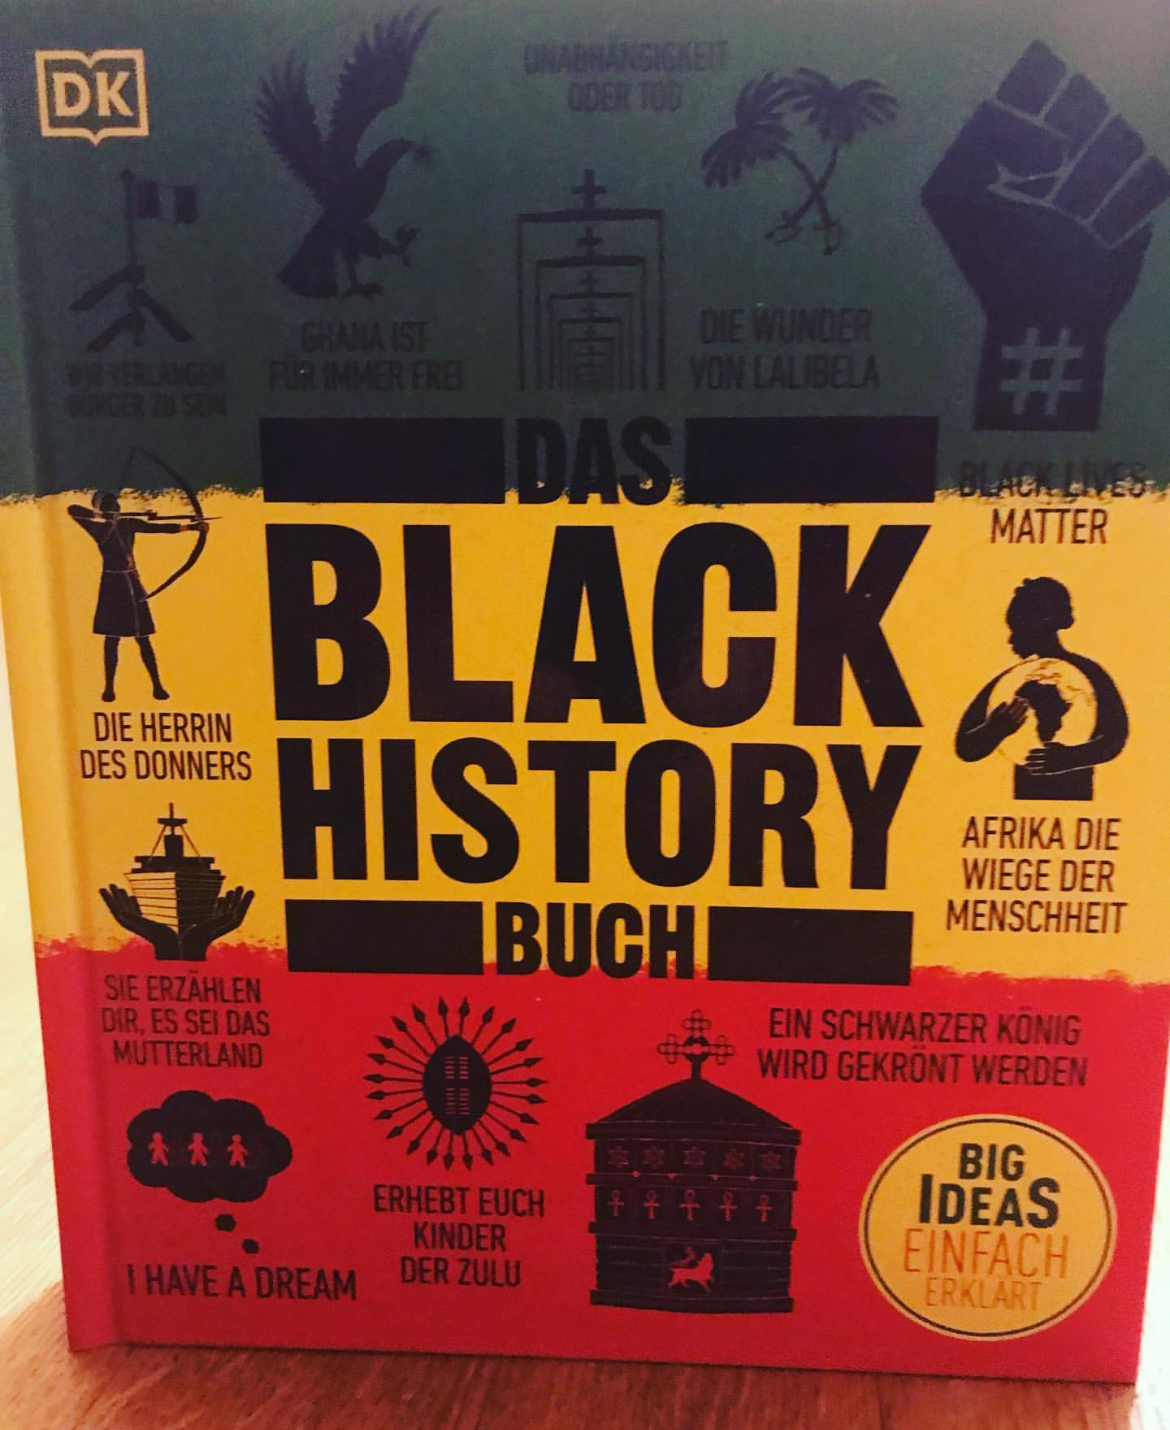 DK
UNABHÄNGIGKEIT
ODER TOD
GHANA IST
FÜR IMMER FREI
DIE WUNDER
VON LALIBELA
#
WIR VERLANGEN
BÜRGER ZU SEIN
BLACK LIVES
MATTER
DAS
BLACK
HISTORY
BUCH
DIE HERRIN
DES DONNERS
AFRIKA DIE
WIEGE DER
MENSCHHEIT
SIE ERZÄHLEN
DIR, ES SEI DAS
MUTTERLAND
EIN SCHWARZER KÖNIG
WIRD GEKRÖNT WERDEN
I HAVE A DREAM
ERHEBT EUCH
KINDER
DER ZULU
BIG
IDEAS
EINFACH
ERKLÄRT